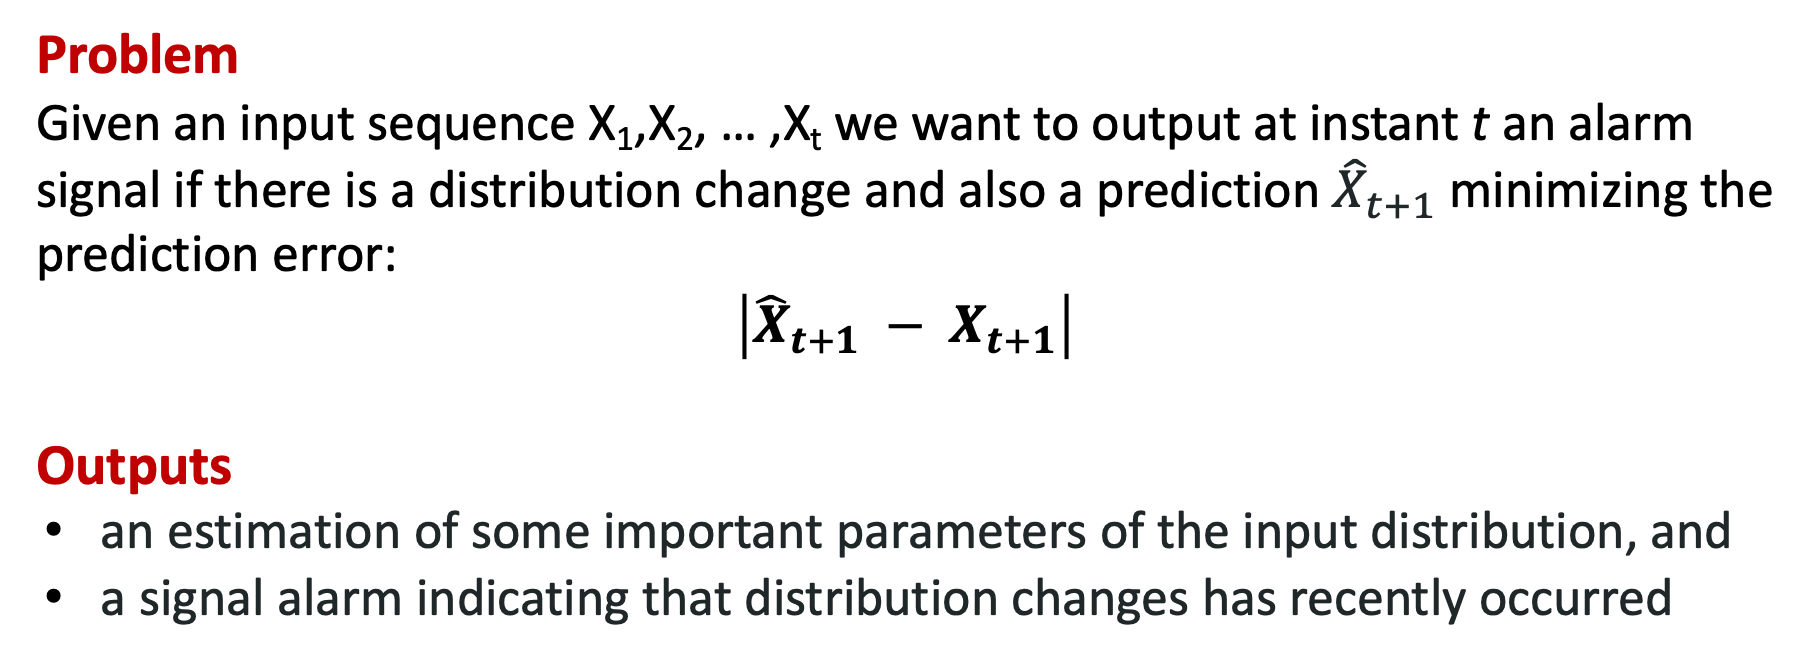 Problem
Given an input sequence X₁,X₂, ... ,Xₜ we want to output at instant t an alarm
signal if there is a distribution change and also a prediction X̂ₜ₊₁ minimizing the
prediction error:
|X̂ₜ₊₁ − Xₜ₊₁|
Outputs
• an estimation of some important parameters of the input distribution, and
• a signal alarm indicating that distribution changes has recently occurred